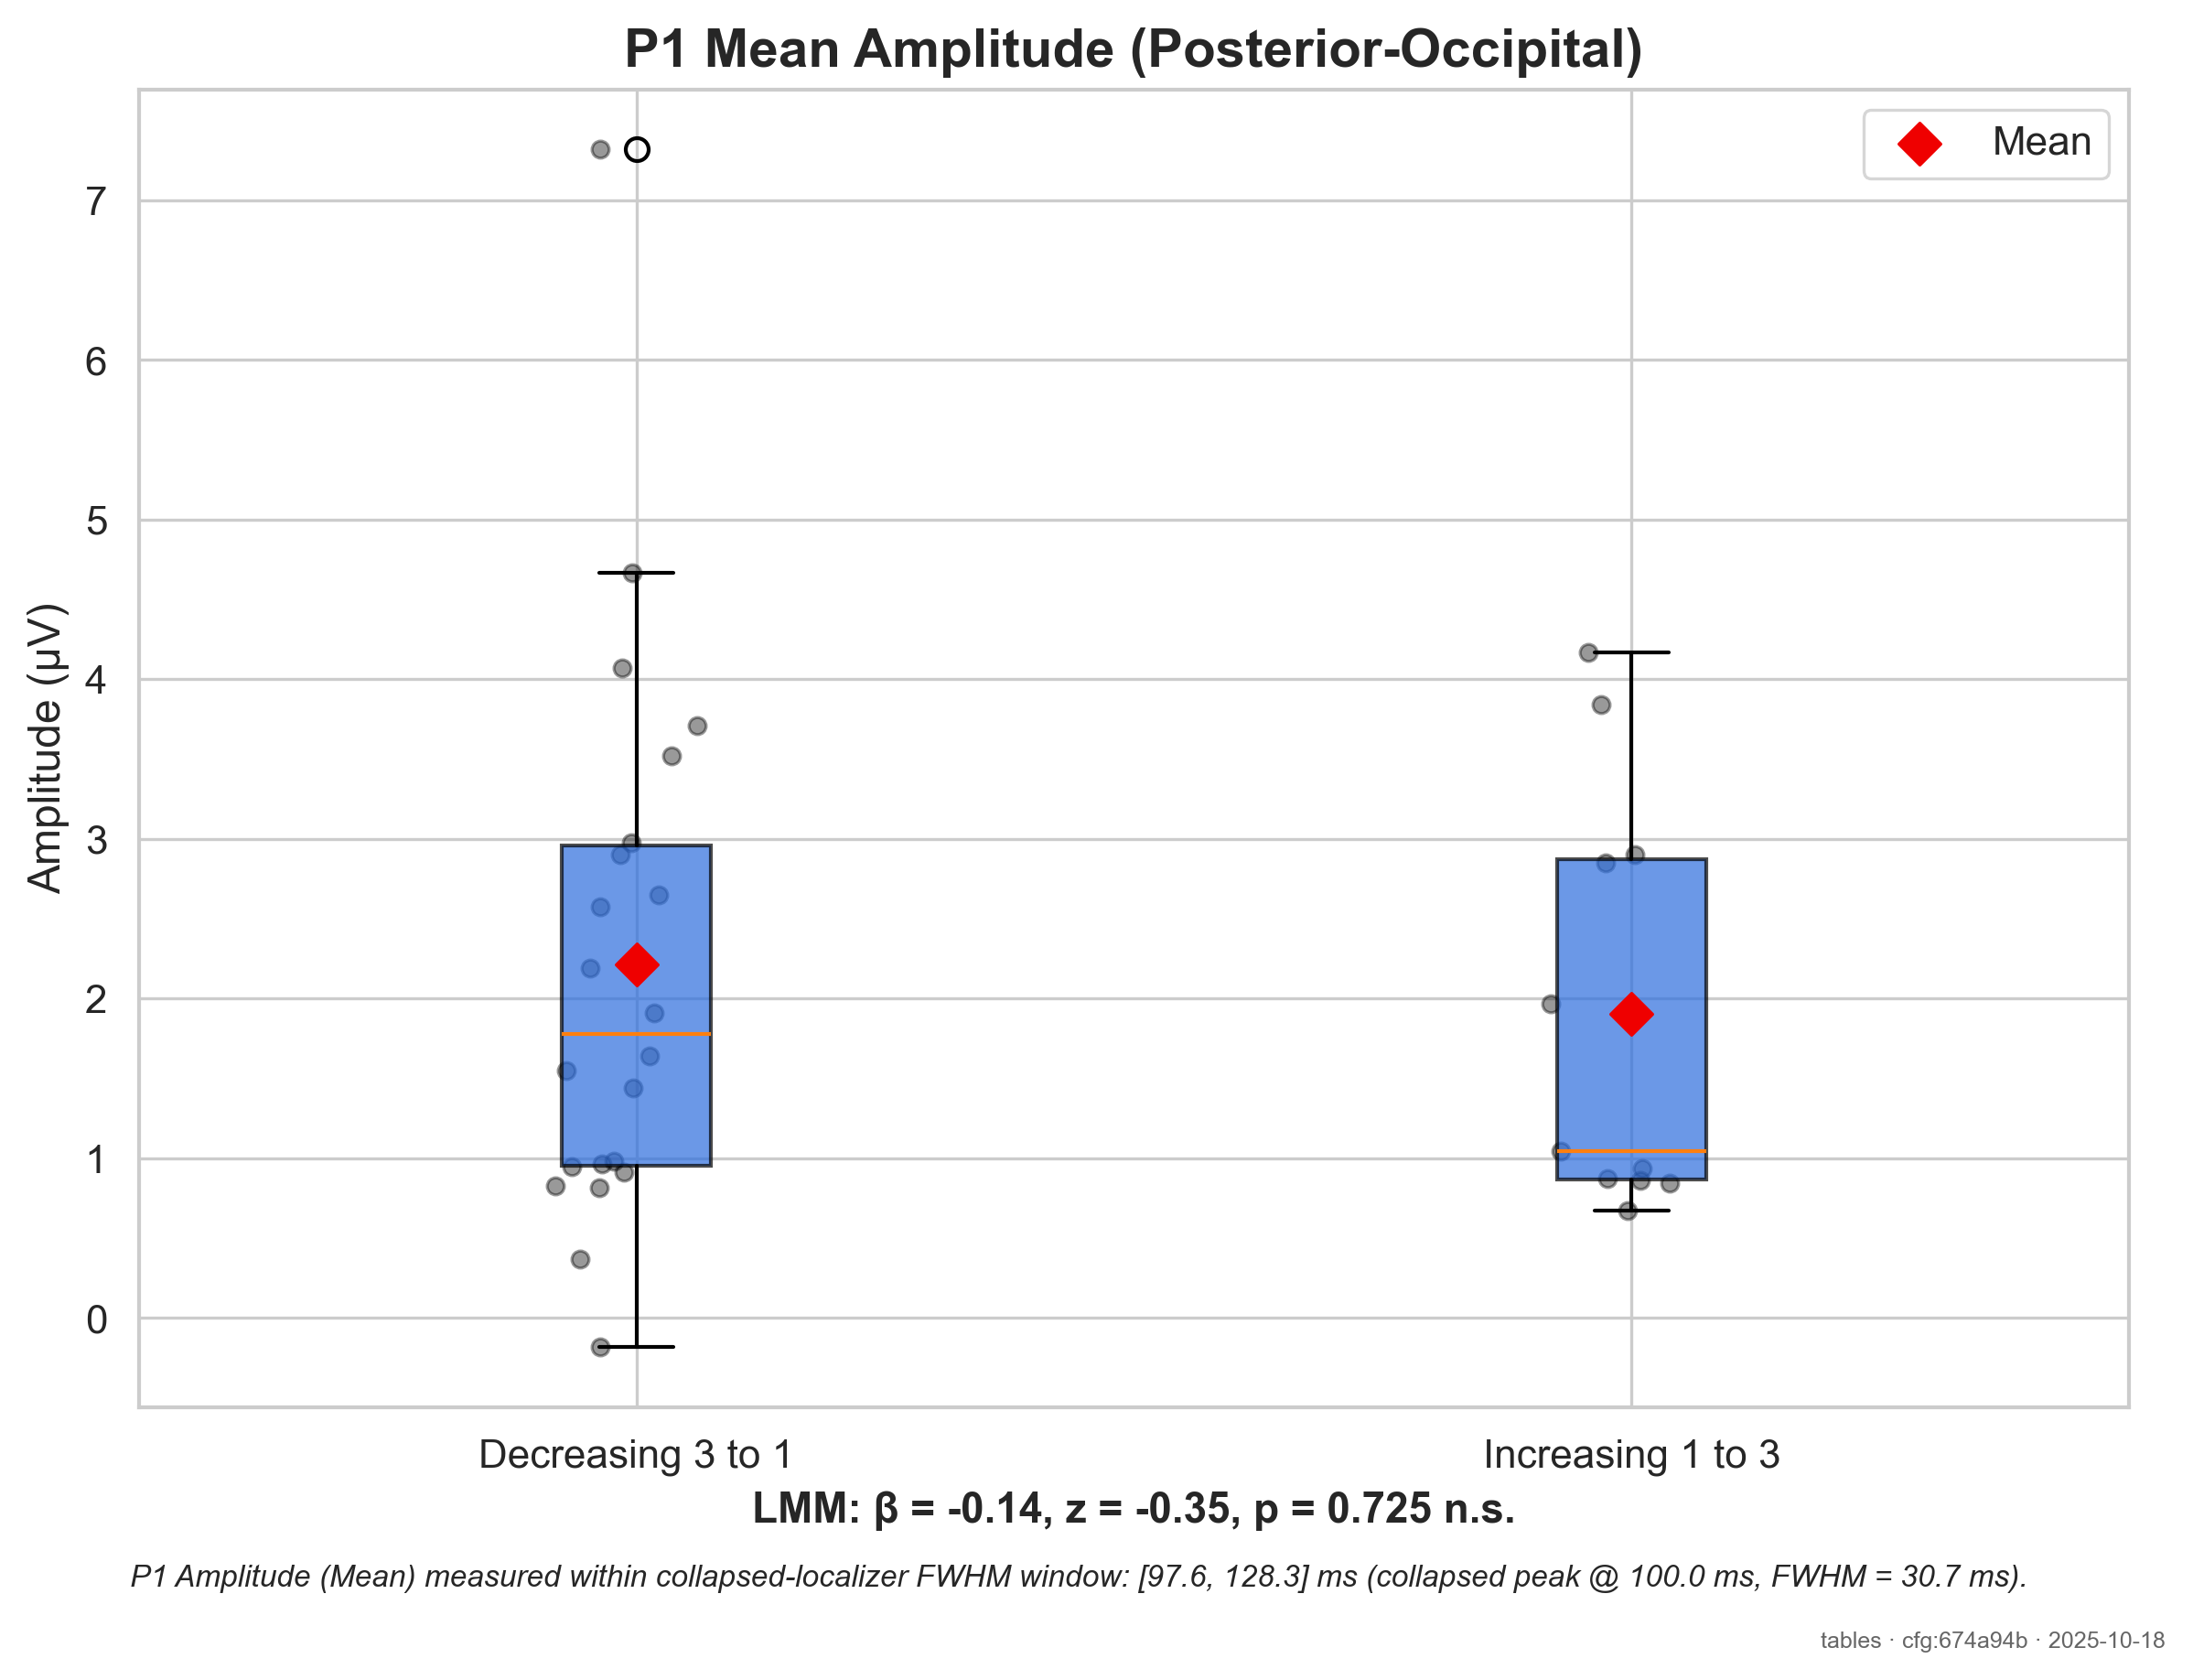 P1 Mean Amplitude (Posterior-Occipital)
Mean
7
6
5
4
3
2
1
0
Amplitude (µV)
Decreasing 3 to 1
Increasing 1 to 3
LMM: β = -0.14, z = -0.35, p = 0.725 n.s.
P1 Amplitude (Mean) measured within collapsed-localizer FWHM window: [97.6, 128.3] ms (collapsed peak @ 100.0 ms, FWHM = 30.7 ms).
tables · cfg:674a94b · 2025-10-18